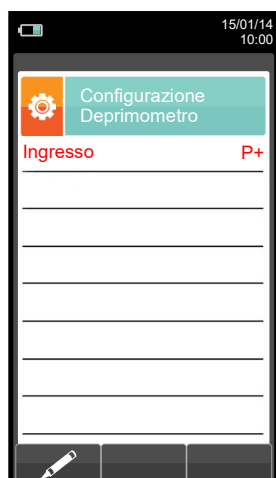 15/01/14
10:00
Configurazione
Deprimometro
Ingresso P+